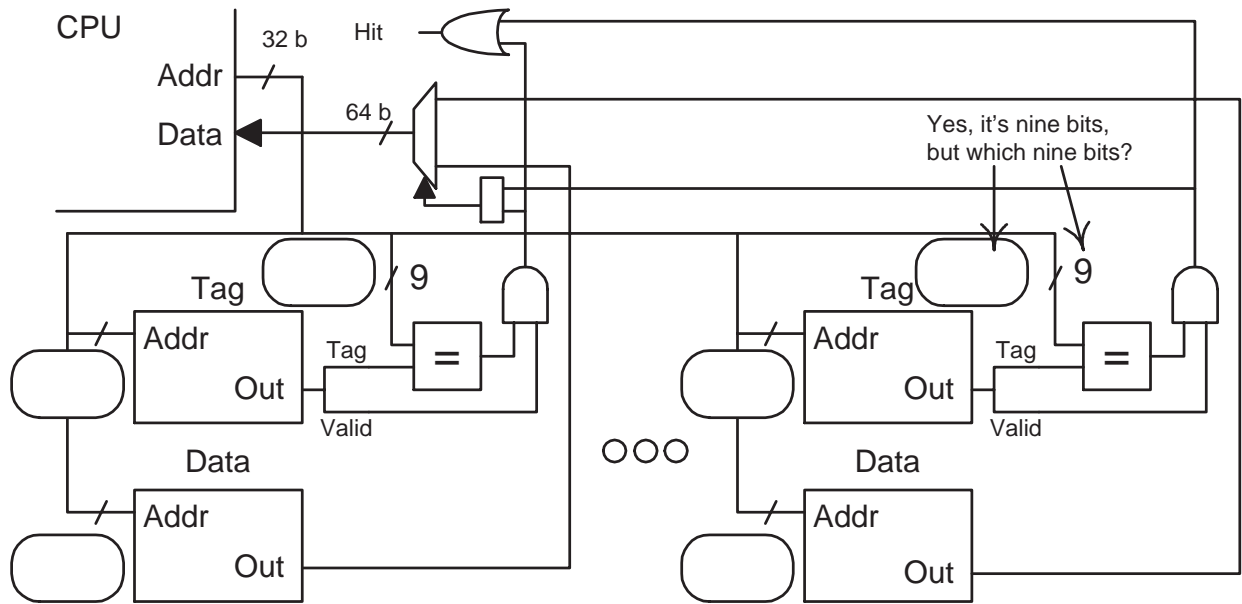 CPU
32 b
Hit
Addr
64 b
Data
Yes, it's nine bits,
but which nine bits?
9
9
Tag
Tag
Addr
Tag
=
Addr
Tag
=
Out
Out
Valid
Valid
Data
Data
Addr
Addr
Out
Out